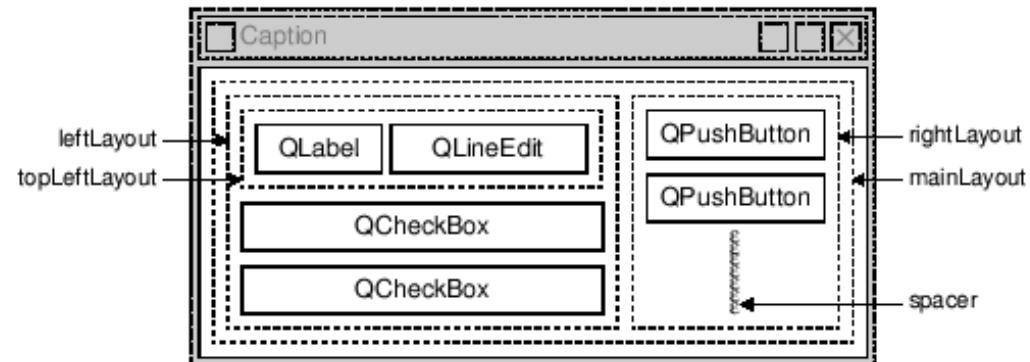 Caption
leftLayout
topLeftLayout
QLabel
QLineEdit
QCheckBox
QCheckBox
QPushButton
QPushButton
rightLayout
mainLayout
spacer